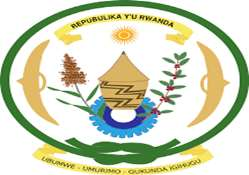 REPUBULIKA Y'U RWANDA
UBUMWE - UMURIMO - GUKUNDA IGIHUGU